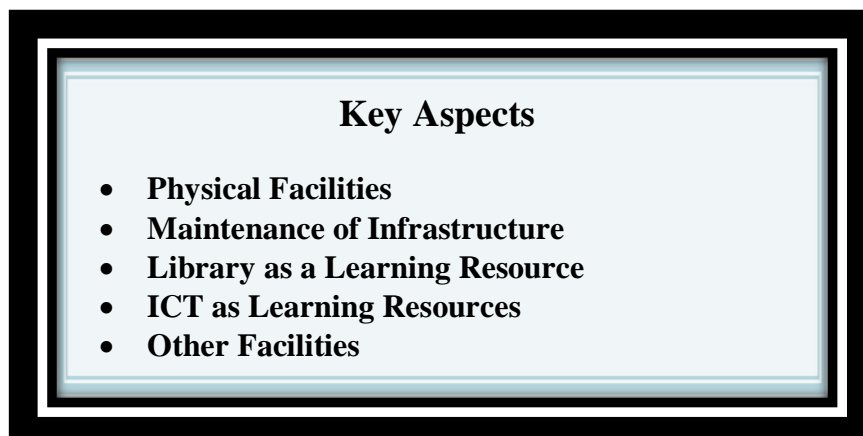 Key Aspects
• Physical Facilities
• Maintenance of Infrastructure
• Library as a Learning Resource
• ICT as Learning Resources
• Other Facilities